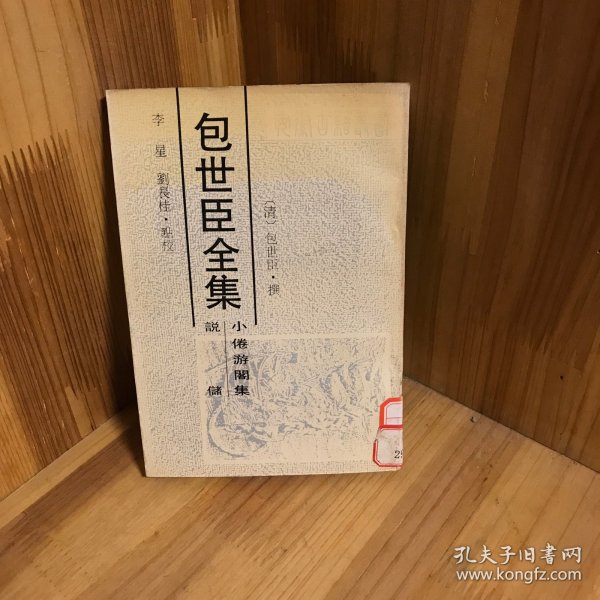 〔清〕包世臣·撰
包世臣全集
小倦游閣集
説儲
李星 劉長桂·點校
孔夫子旧书网
www.kongfz.com